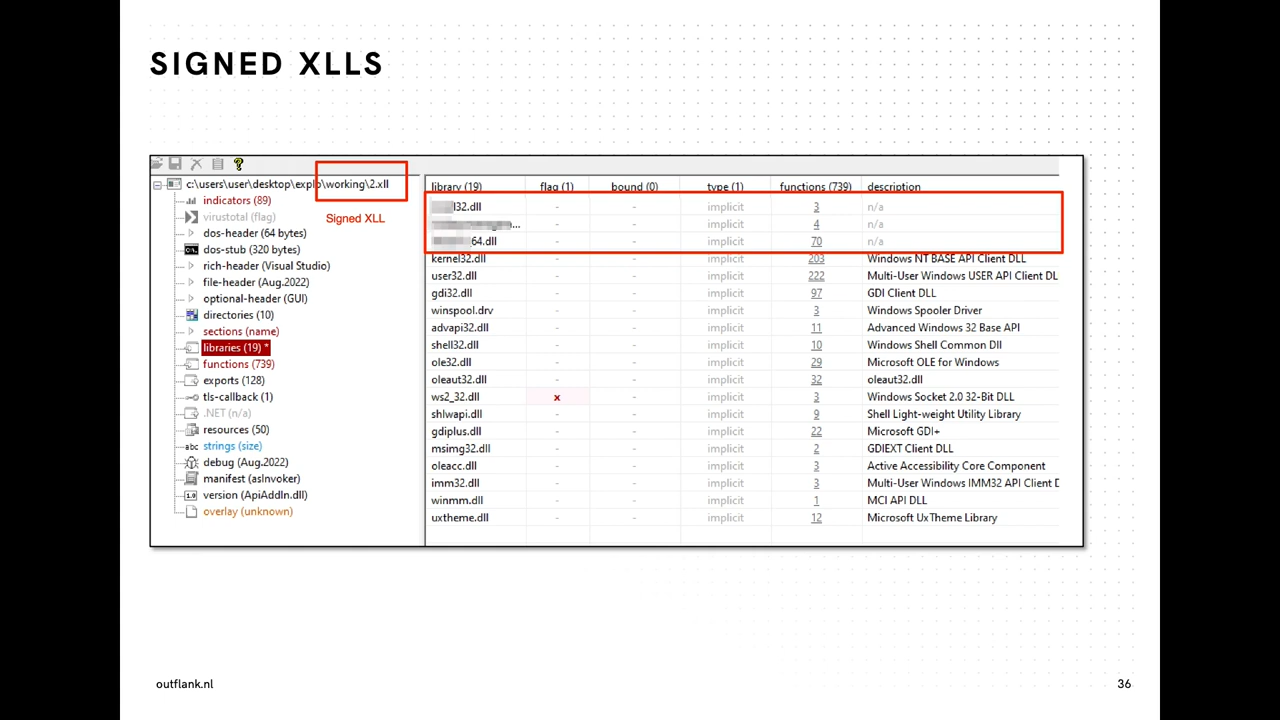 SIGNED XLLS
c:\users\user\desktop\explo\working\2.xll
Signed XLL
indicators (89)
virustotal (flag)
dos-header (64 bytes)
dos-stub (320 bytes)
rich-header (Visual Studio)
file-header (Aug.2022)
optional-header (GUI)
directories (10)
sections (name)
libraries (19) *
functions (739)
exports (128)
tls-callback (1)
.NET (n/a)
resources (50)
abc strings (size)
debug (Aug.2022)
manifest (asInvoker)
1.0 version (ApiAddIn.dll)
overlay (unknown)
library (19) flag (1) bound (0) type (1) functions (739) description
l32.dll - - implicit 3 n/a
... - - implicit 4 n/a
64.dll - - implicit 70 n/a
kernel32.dll - - implicit 203 Windows NT BASE API Client DLL
user32.dll - - implicit 222 Multi-User Windows USER API Client DL
gdi32.dll - - implicit 97 GDI Client DLL
winspool.drv - - implicit 3 Windows Spooler Driver
advapi32.dll - - implicit 11 Advanced Windows 32 Base API
shell32.dll - - implicit 10 Windows Shell Common Dll
ole32.dll - - implicit 29 Microsoft OLE for Windows
oleaut32.dll - - implicit 32 oleaut32.dll
ws2_32.dll x - implicit 3 Windows Socket 2.0 32-Bit DLL
shlwapi.dll - - implicit 9 Shell Light-weight Utility Library
gdiplus.dll - - implicit 22 Microsoft GDI+
msimg32.dll - - implicit 2 GDIEXT Client DLL
oleacc.dll - - implicit 3 Active Accessibility Core Component
imm32.dll - - implicit 3 Multi-User Windows IMM32 API Client D
winmm.dll - - implicit 1 MCI API DLL
uxtheme.dll - - implicit 12 Microsoft UxTheme Library
outflank.nl
36